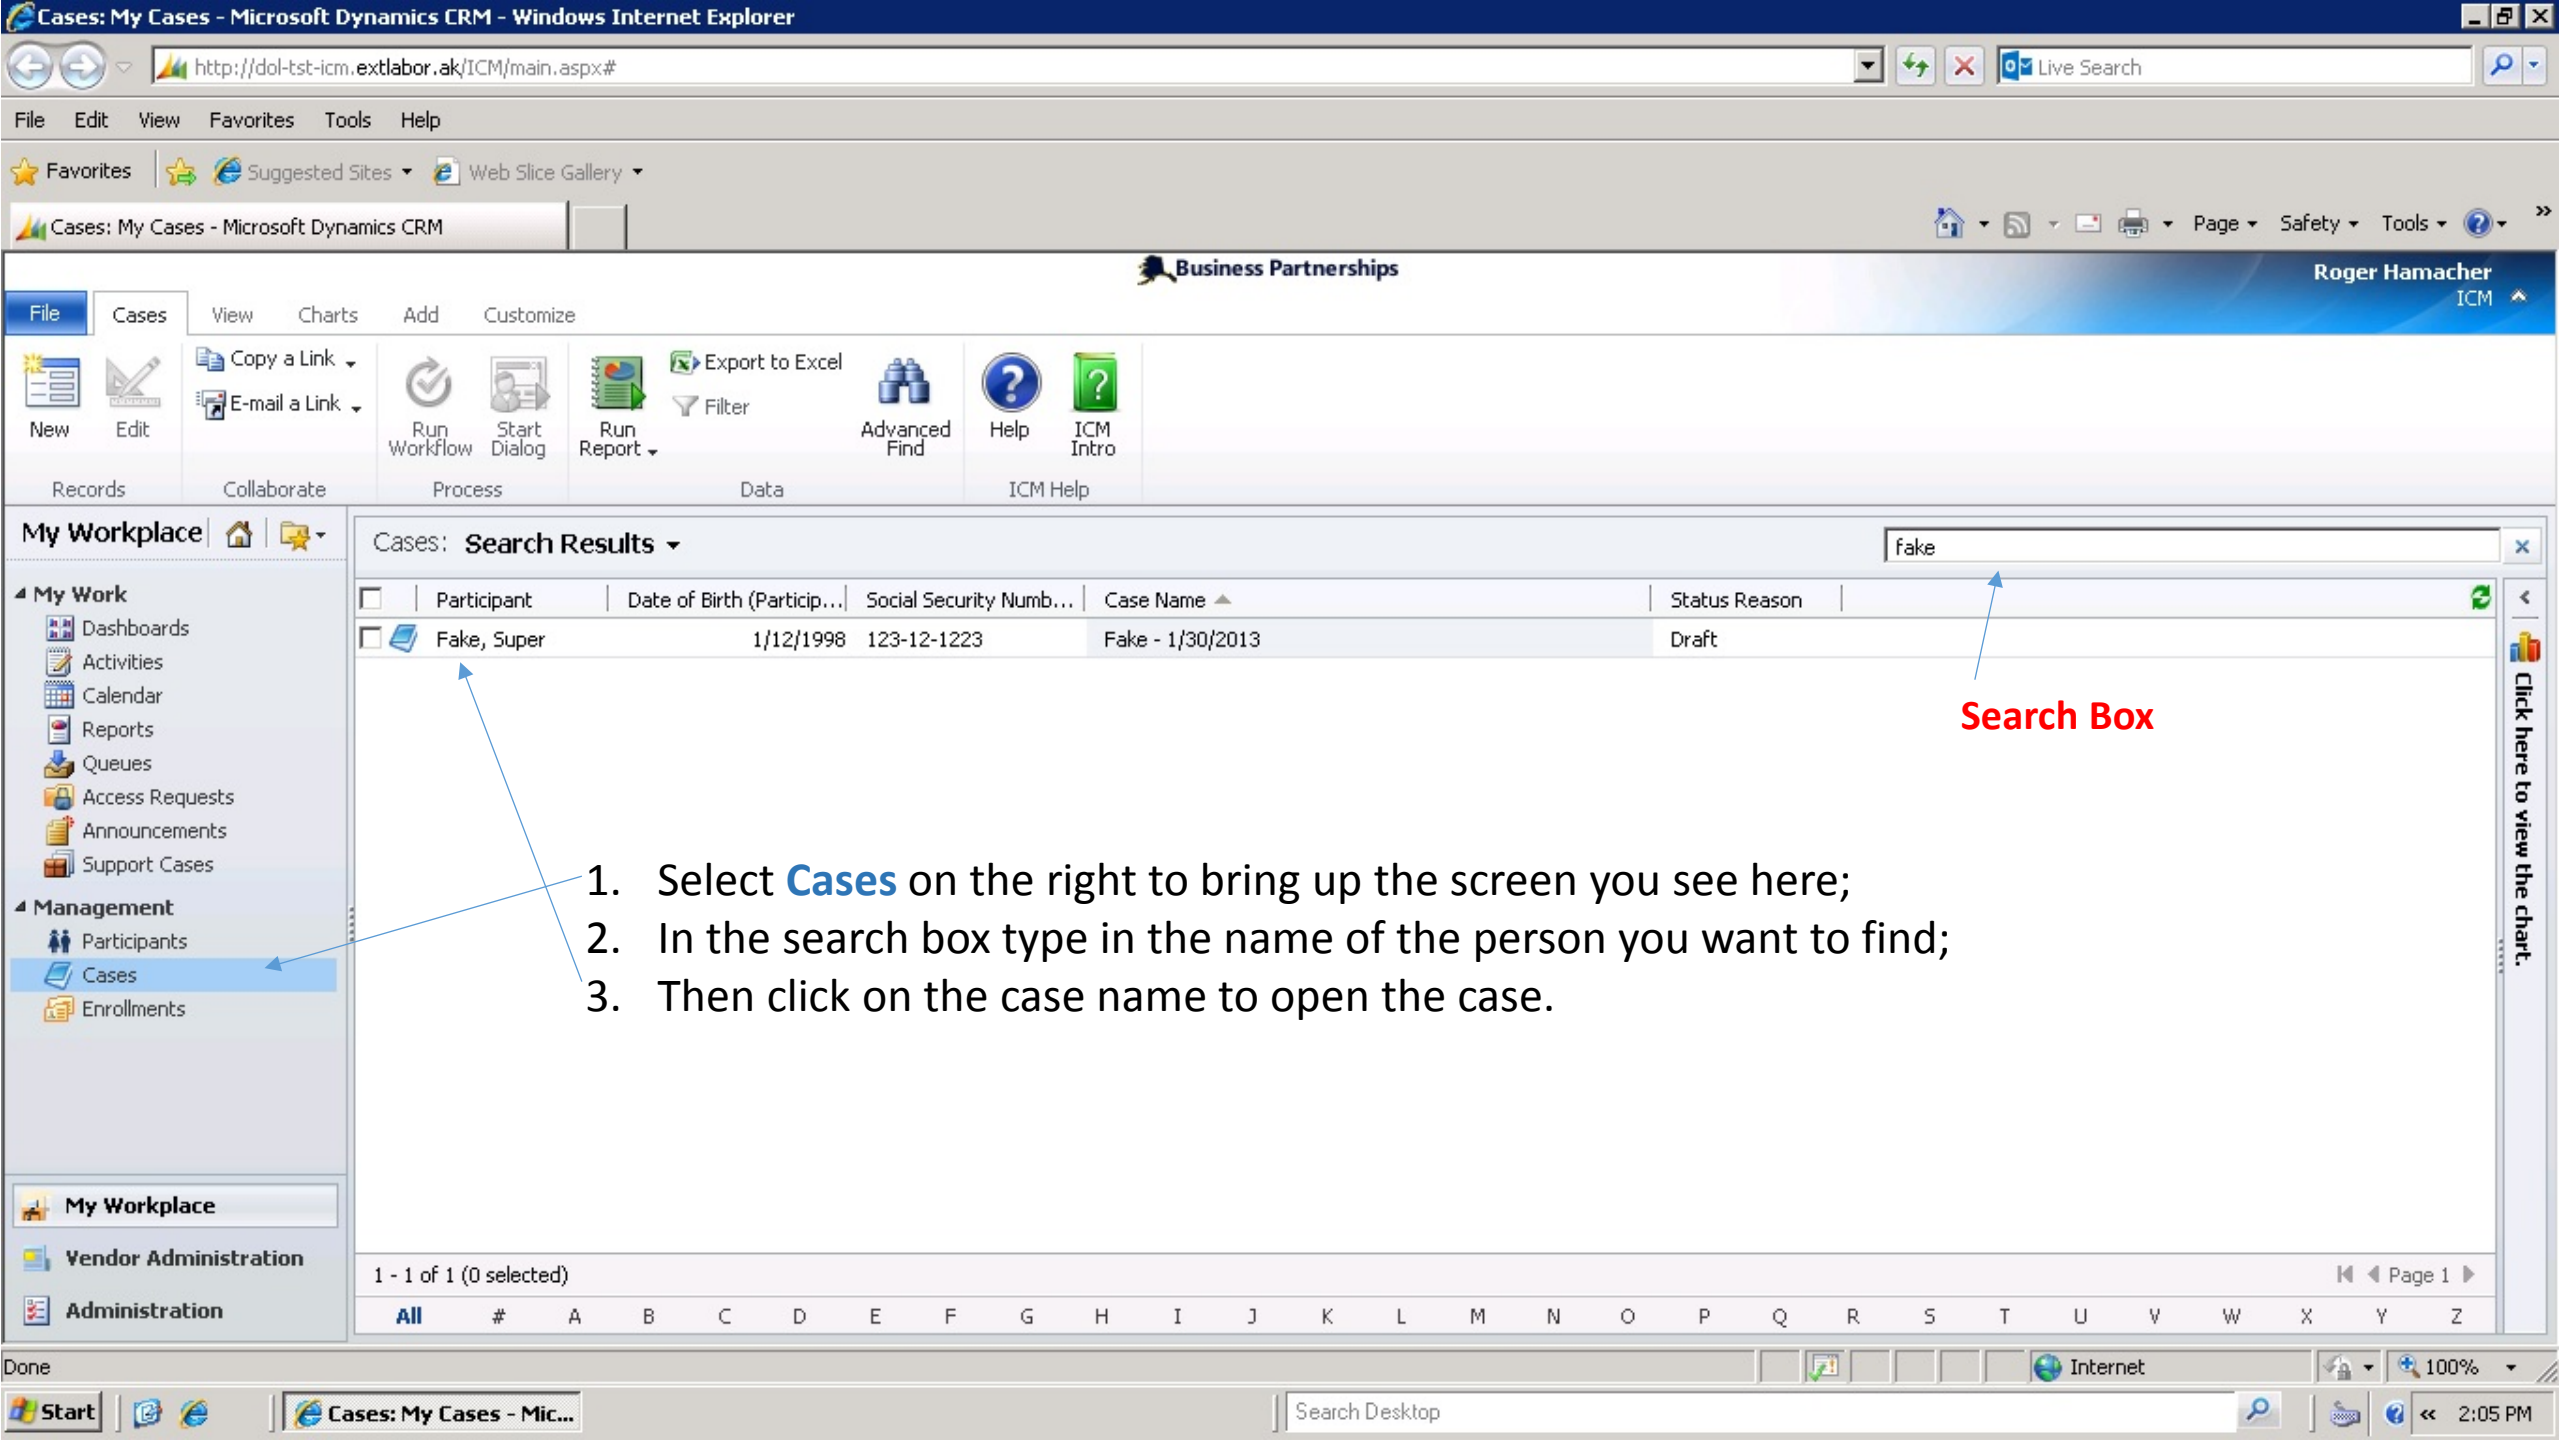 Cases: My Cases - Microsoft Dynamics CRM - Windows Internet Explorer
http://dol-tst-icm.extlabor.ak/ICM/main.aspx#
Live Search
File Edit View Favorites Tools Help
Favorites Suggested Sites Web Slice Gallery
Cases: My Cases - Microsoft Dynamics CRM
Page Safety Tools
Business Partnerships
Roger Hamacher
ICM
File Cases View Charts Add Customize
New
Edit
Copy a Link
E-mail a Link
Run Workflow
Start Dialog
Run Report
Export to Excel
Filter
Advanced Find
Help
ICM Intro
Records Collaborate Process Data ICM Help
My Workplace
Cases: Search Results
fake
My Work
Dashboards
Activities
Calendar
Reports
Queues
Access Requests
Announcements
Support Cases
Management
Participants
Cases
Enrollments
Participant Date of Birth (Particip... Social Security Numb... Case Name Status Reason
Fake, Super 1/12/1998 123-12-1223 Fake - 1/30/2013 Draft
Search Box
Click here to view the chart.
1. Select Cases on the right to bring up the screen you see here;
2. In the search box type in the name of the person you want to find;
3. Then click on the case name to open the case.
My Workplace
Vendor Administration
Administration
1 - 1 of 1 (0 selected)
Page 1
All # A B C D E F G H I J K L M N O P Q R S T U V W X Y Z
Done
Internet
100%
Start
Cases: My Cases - Mic...
Search Desktop
2:05 PM